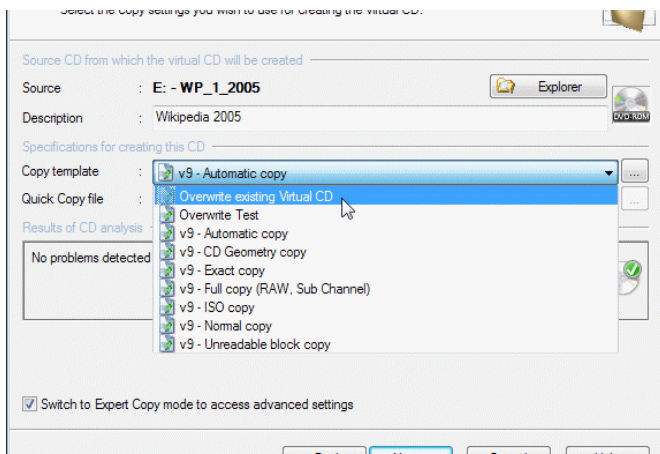 Select the copy settings you wish to use for creating the virtual CD.
Source CD from which the virtual CD will be created
Source : E: - WP_1_2005 Explorer
Description : Wikipedia 2005 DVD-ROM
Specifications for creating this CD
Copy template : v9 - Automatic copy ...
Quick Copy file : Overwrite existing Virtual CD ...
Overwrite Test
Results of CD analysis v9 - Automatic copy
No problems detected v9 - CD Geometry copy
v9 - Exact copy
v9 - Full copy (RAW, Sub Channel)
v9 - ISO copy
v9 - Normal copy
v9 - Unreadable block copy
Switch to Expert Copy mode to access advanced settings